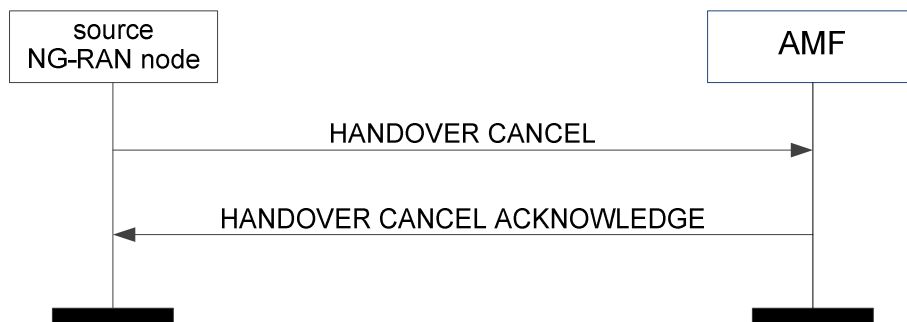 source
NG-RAN node
AMF
HANDOVER CANCEL
HANDOVER CANCEL ACKNOWLEDGE